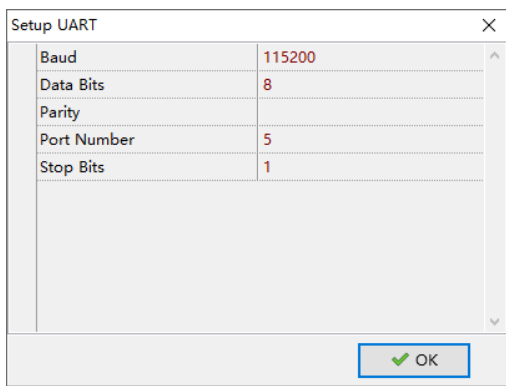 Setup UART
Baud 115200
Data Bits 8
Parity
Port Number 5
Stop Bits 1
OK